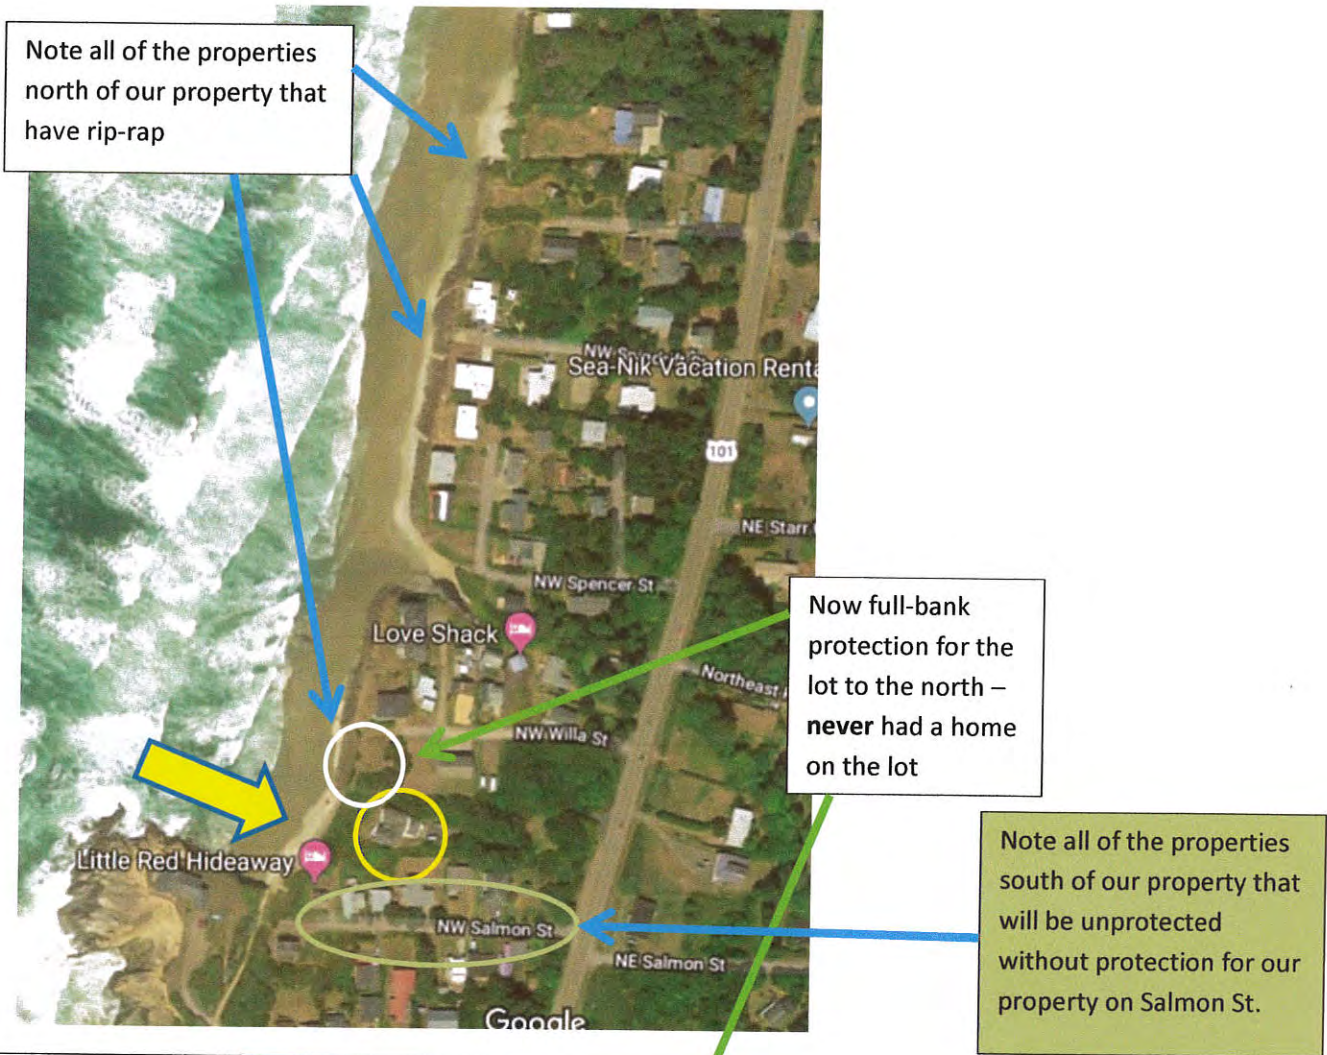 Note all of the properties
north of our property that
have rip-rap
Sea-Nik Vacation Renta
101
NE Starr
NW Spencer St
Love Shack
Now full-bank
protection for the
lot to the north –
never had a home
on the lot
Northeast
NW Willa St
Little Red Hideaway
NW Salmon St
NE Salmon St
Note all of the properties
south of our property that
will be unprotected
without protection for our
property on Salmon St.
Google